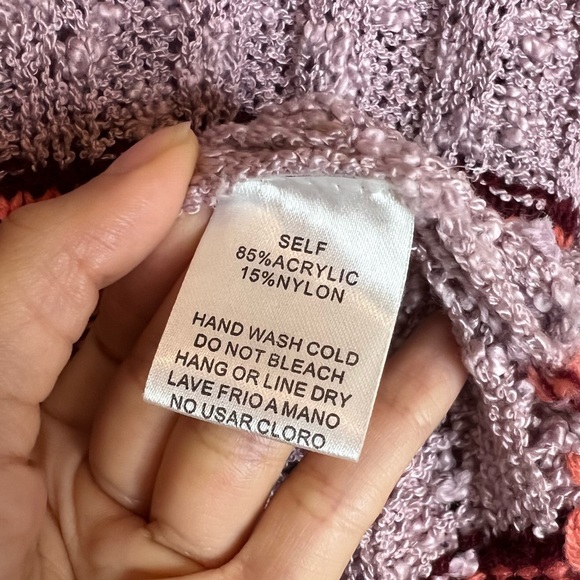 SELF
85%ACRYLIC
15%NYLON
HAND WASH COLD
DO NOT BLEACH
HANG OR LINE DRY
LAVE FRIO A MANO
NO USAR CLORO